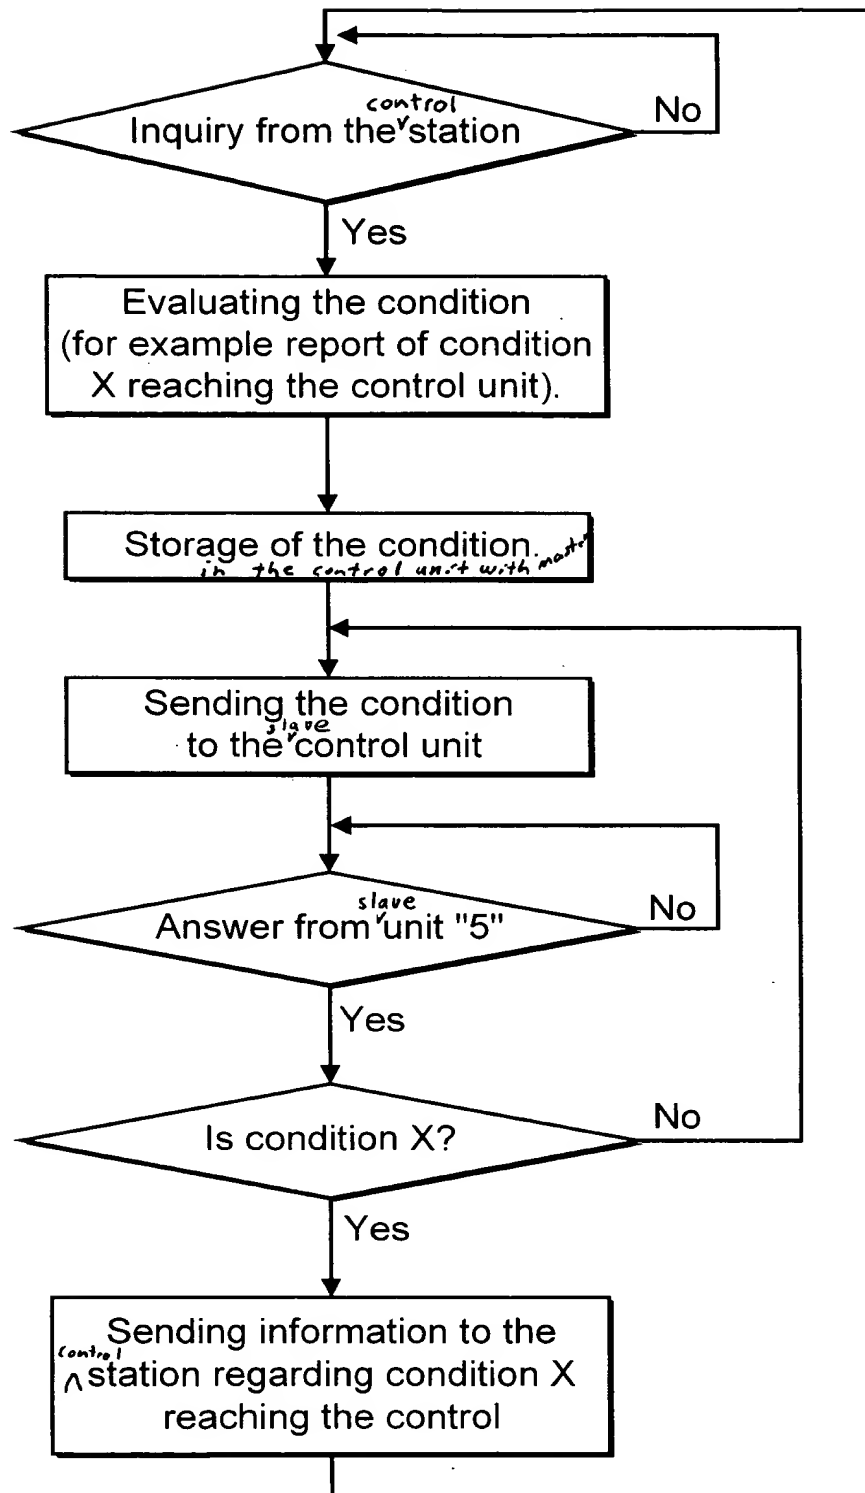 control
Inquiry from the station
No
Yes
Evaluating the condition
(for example report of condition
X reaching the control unit).
Storage of the condition.
in the control unit with master
Sending the condition
slave
to the control unit
slave
Answer from unit "5"
No
Yes
Is condition X?
No
Yes
Sending information to the
control
station regarding condition X
reaching the control